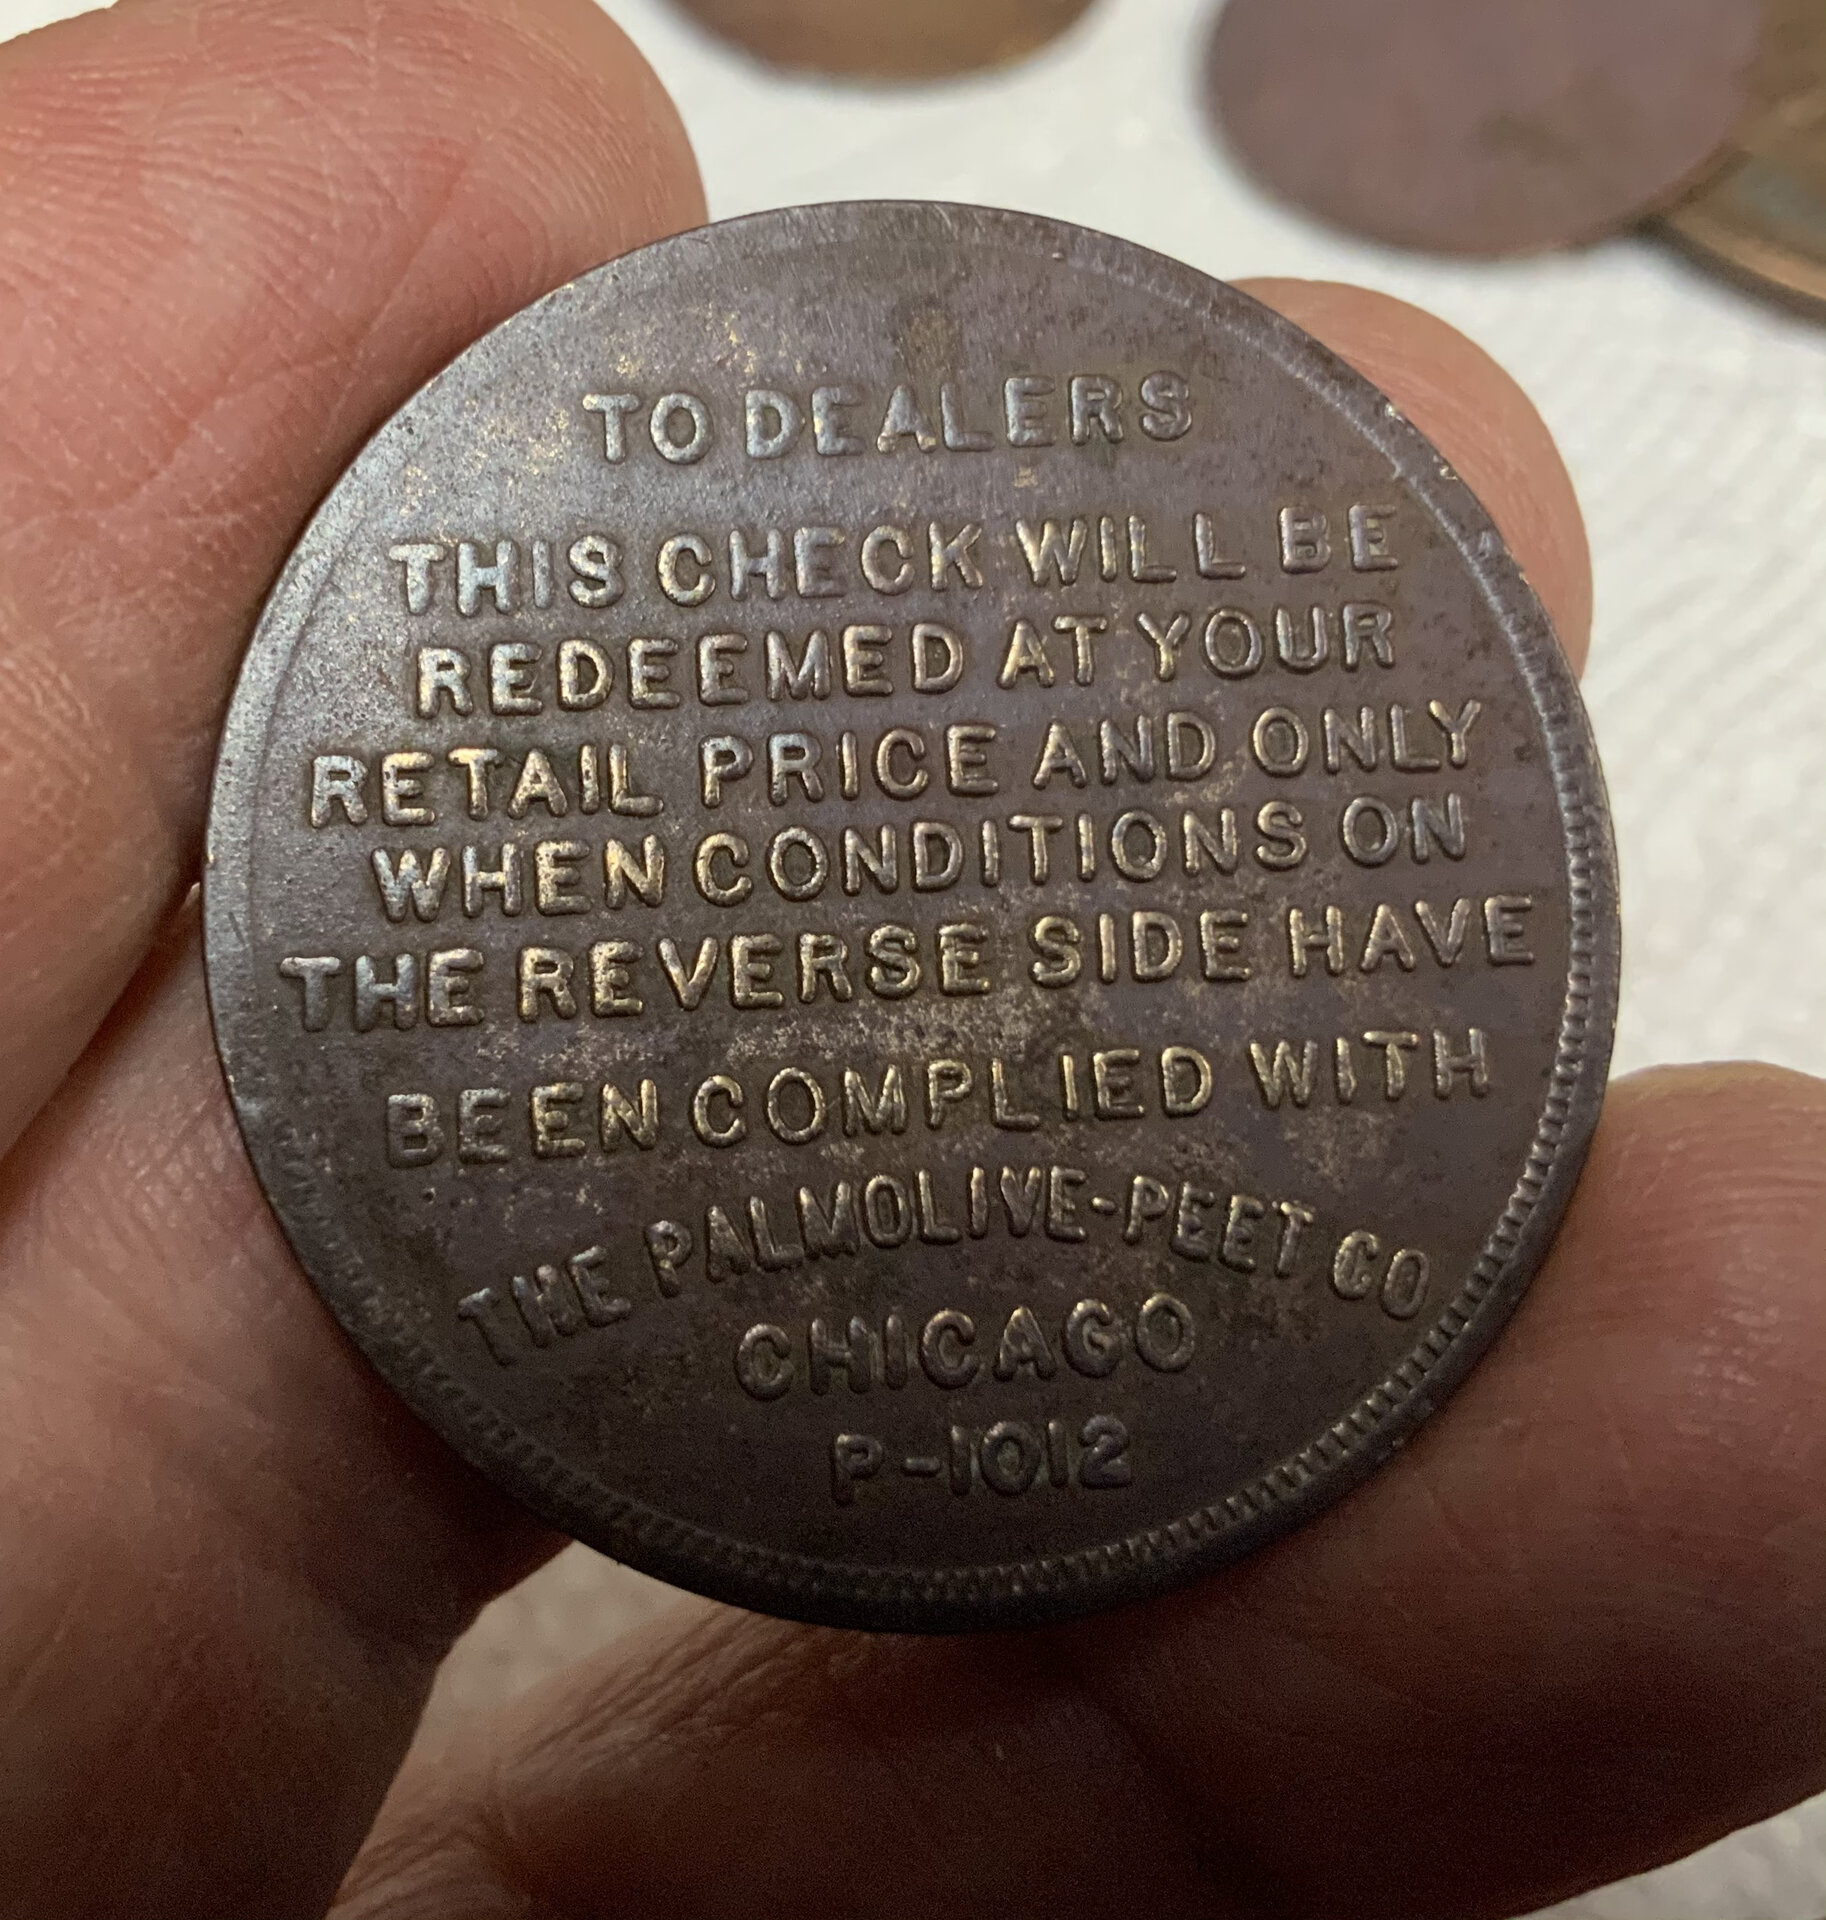 TO DEALERS
THIS CHECK WILL BE
REDEEMED AT YOUR
RETAIL PRICE AND ONLY
WHEN CONDITIONS ON
THE REVERSE SIDE HAVE
BEEN COMPLIED WITH
THE PALMOLIVE-PEET CO
CHICAGO
P-1012